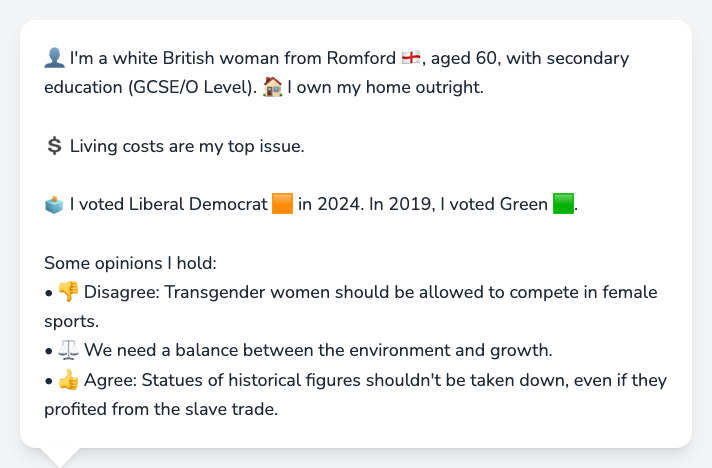 👤 I'm a white British woman from Romford 🏴󠁧󠁢󠁥󠁮󠁧󠁿, aged 60, with secondary
education (GCSE/O Level). 🏠 I own my home outright.
💲 Living costs are my top issue.
🗳️ I voted Liberal Democrat 🟧 in 2024. In 2019, I voted Green 🟩.
Some opinions I hold:
• 👎 Disagree: Transgender women should be allowed to compete in female
sports.
• ⚖️ We need a balance between the environment and growth.
• 👍 Agree: Statues of historical figures shouldn't be taken down, even if they
profited from the slave trade.